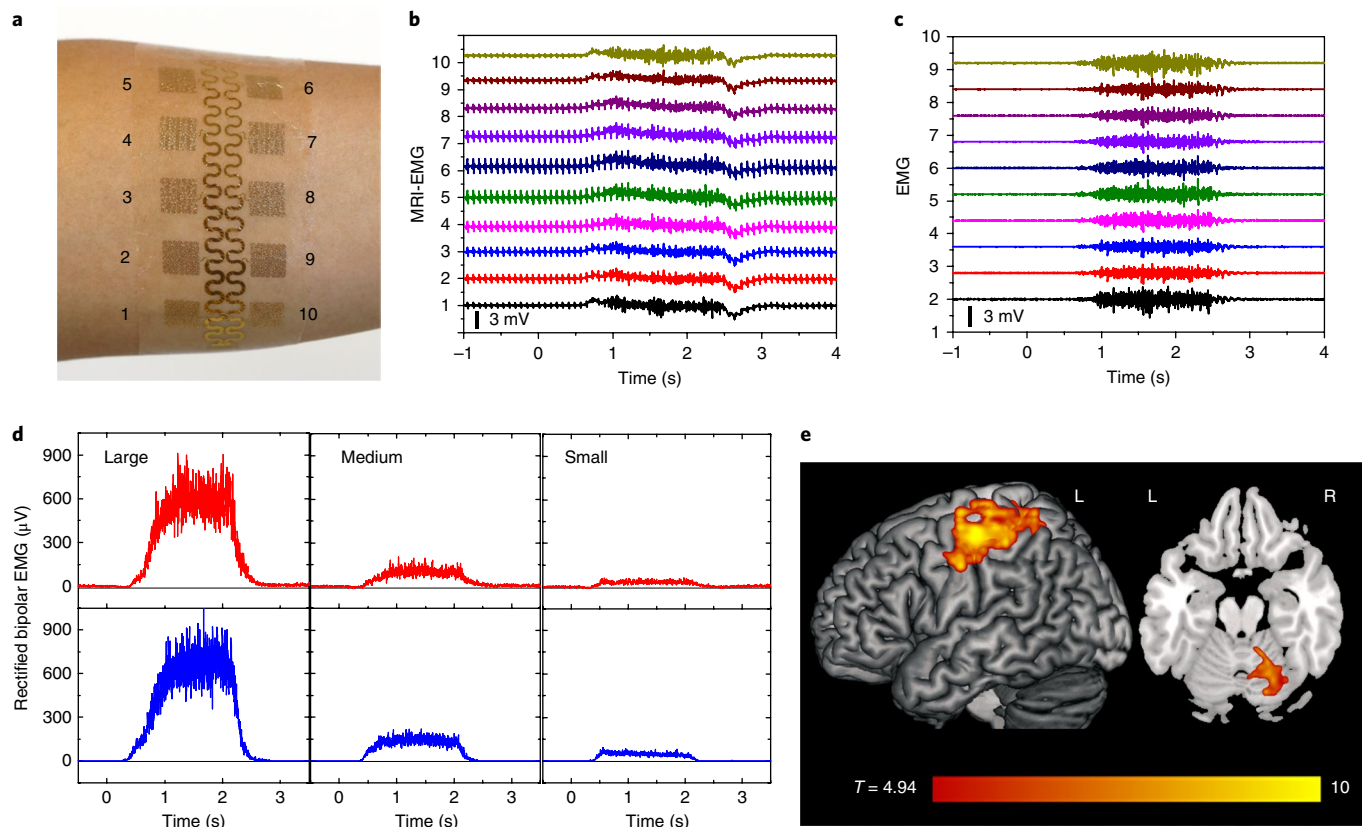 a
5 6
4 7
3 8
2 9
1 10
b
MRI-EMG
10
9
8
7
6
5
4
3
2
1
3 mV
–1 0 1 2 3 4
Time (s)
c
EMG
10
9
8
7
6
5
4
3
2
1
3 mV
–1 0 1 2 3 4
Time (s)
d
Rectified bipolar EMG (µV)
Large Medium Small
900
600
300
0
900
600
300
0
0 1 2 3 0 1 2 3 0 1 2 3
Time (s) Time (s) Time (s)
e
L L R
T = 4.94 10